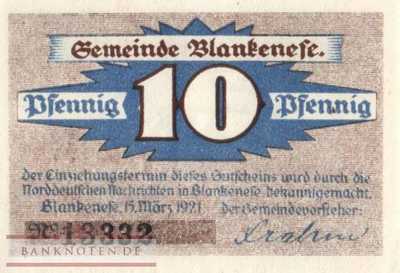 Gemeinde Blankenese.
Pfennig 10 Pfennig
der Einziehungstermin dieses Gutscheins wird durch die
Norddeutschen Nachrichten in Blankenese bekanntgemacht.
Blankenese, 15. März 1921 der Gemeindevorsteher:
No 13332
BANKNOTEN.DE